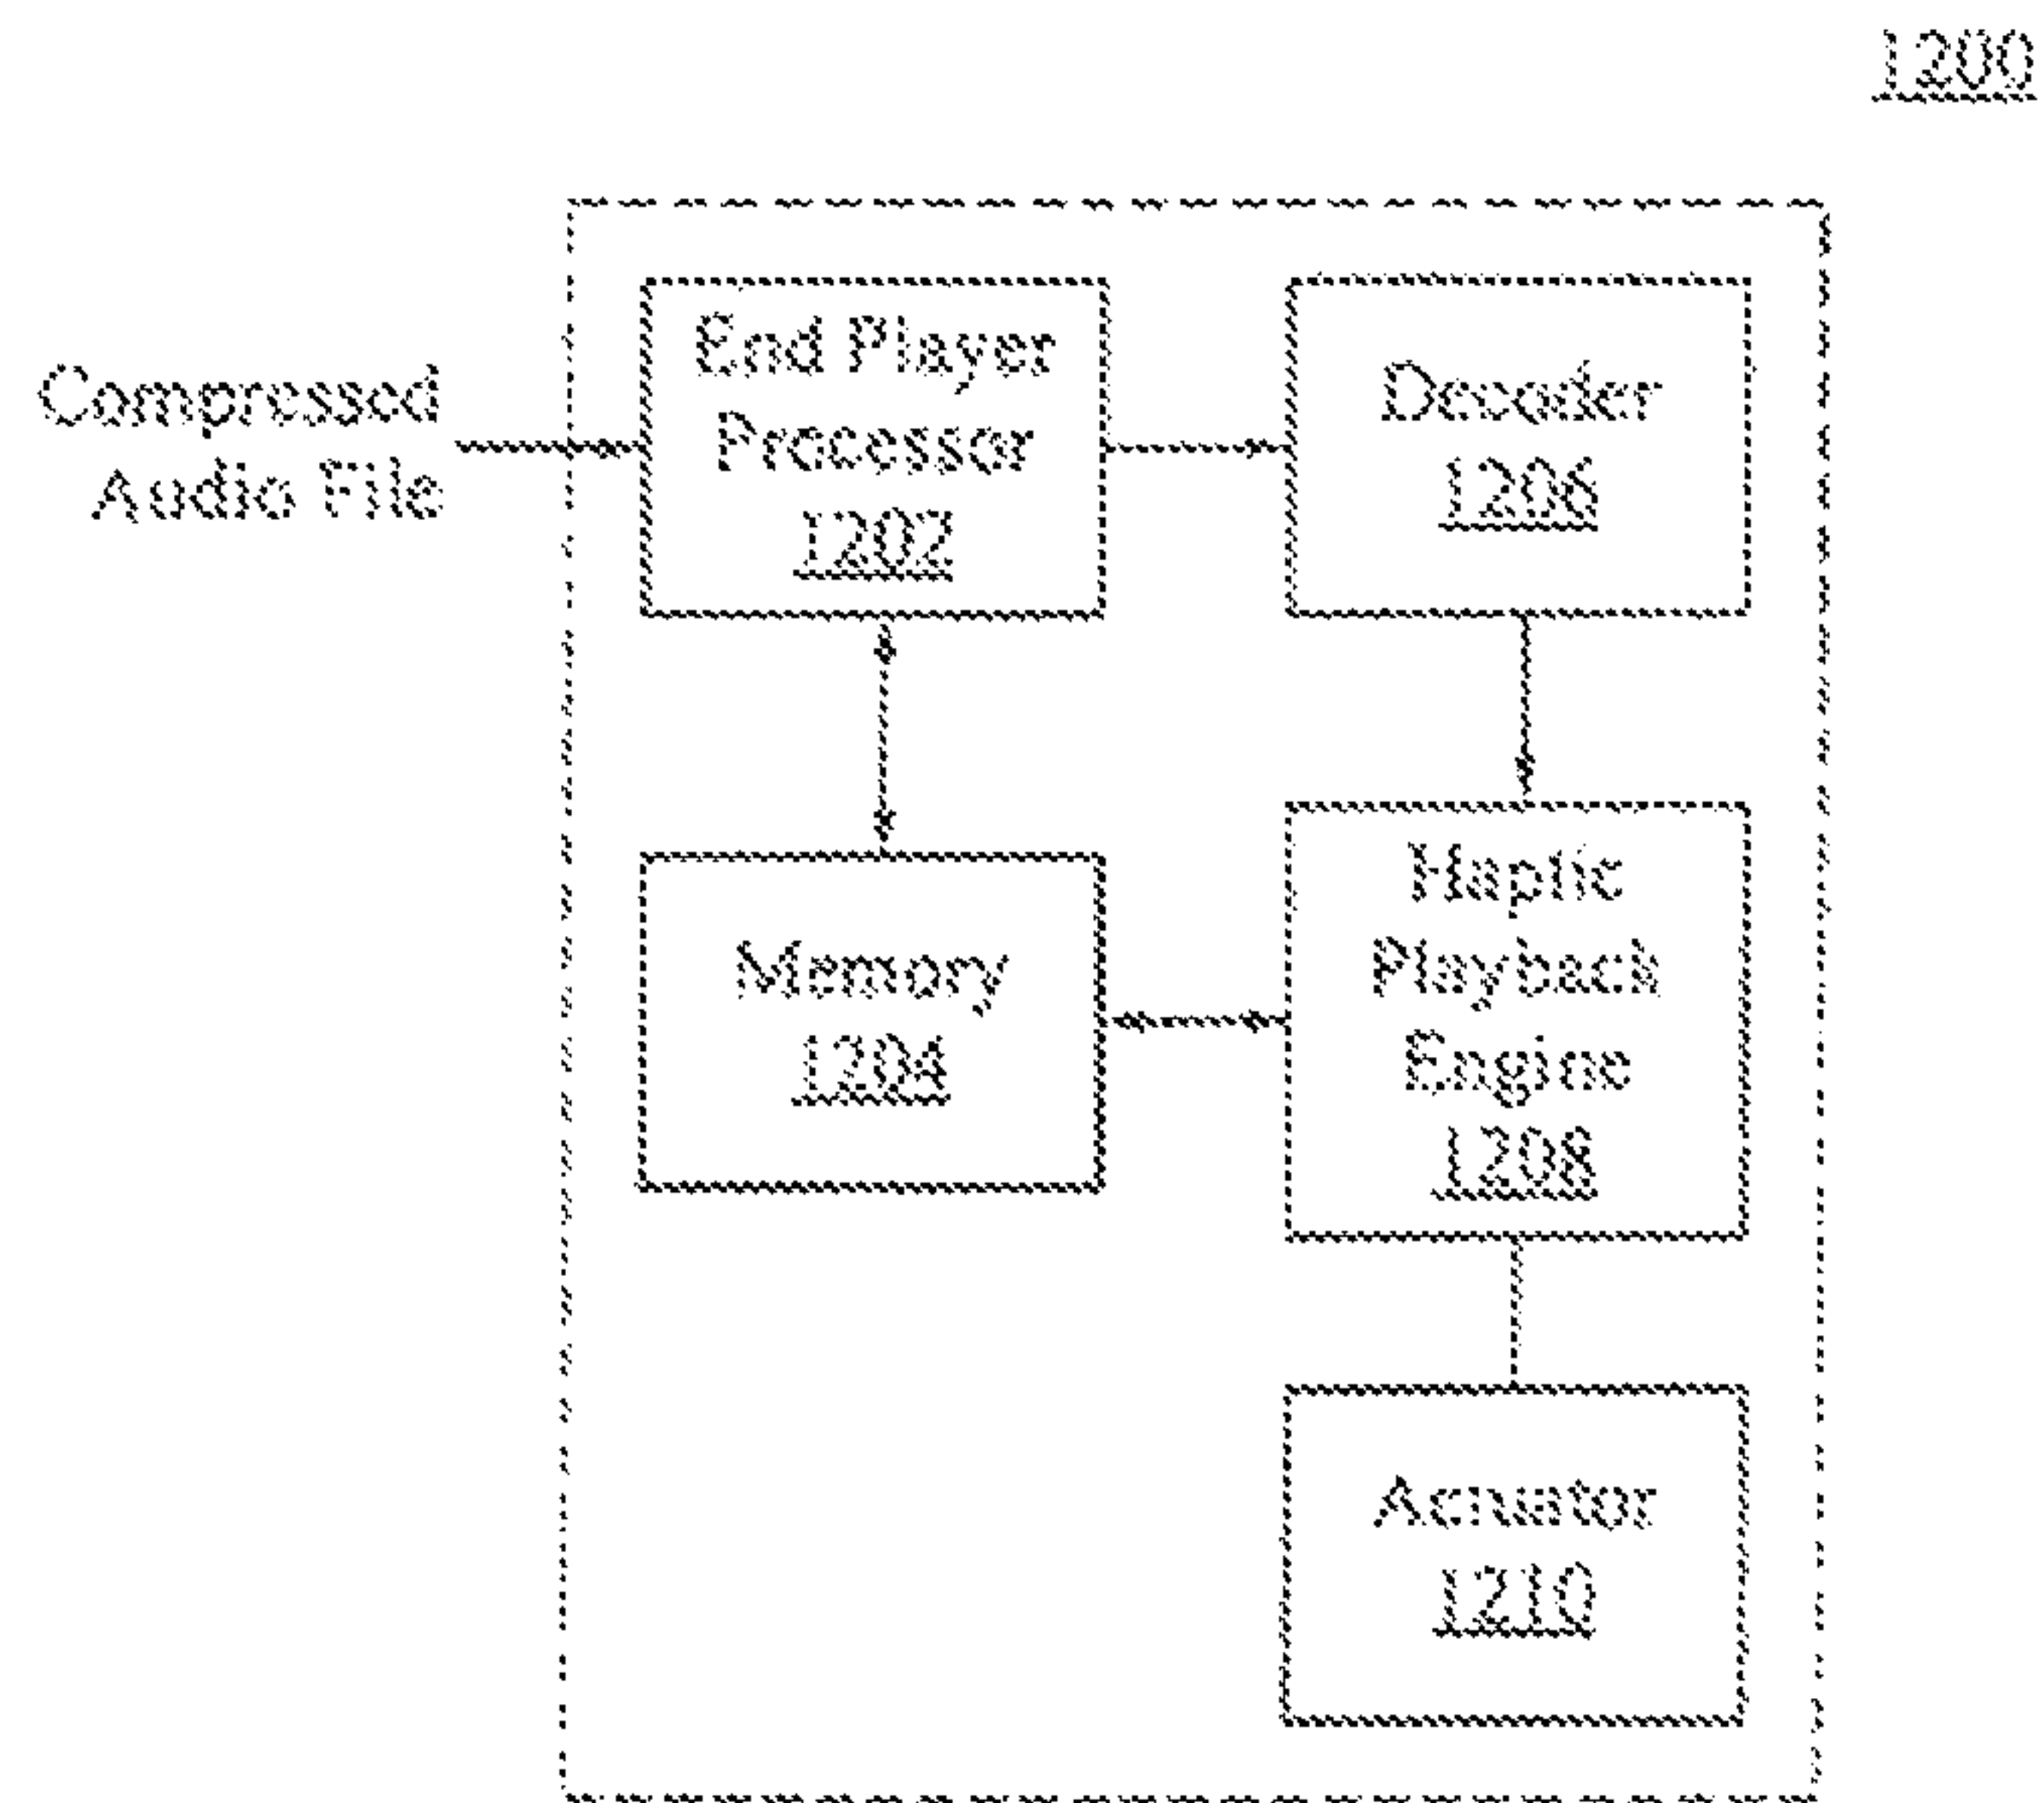 1200
Compressed
Audio File
End Player
Processor
1202
Decoder
1206
Memory
1204
Haptic
Playback
Engine
1208
Actuator
1210